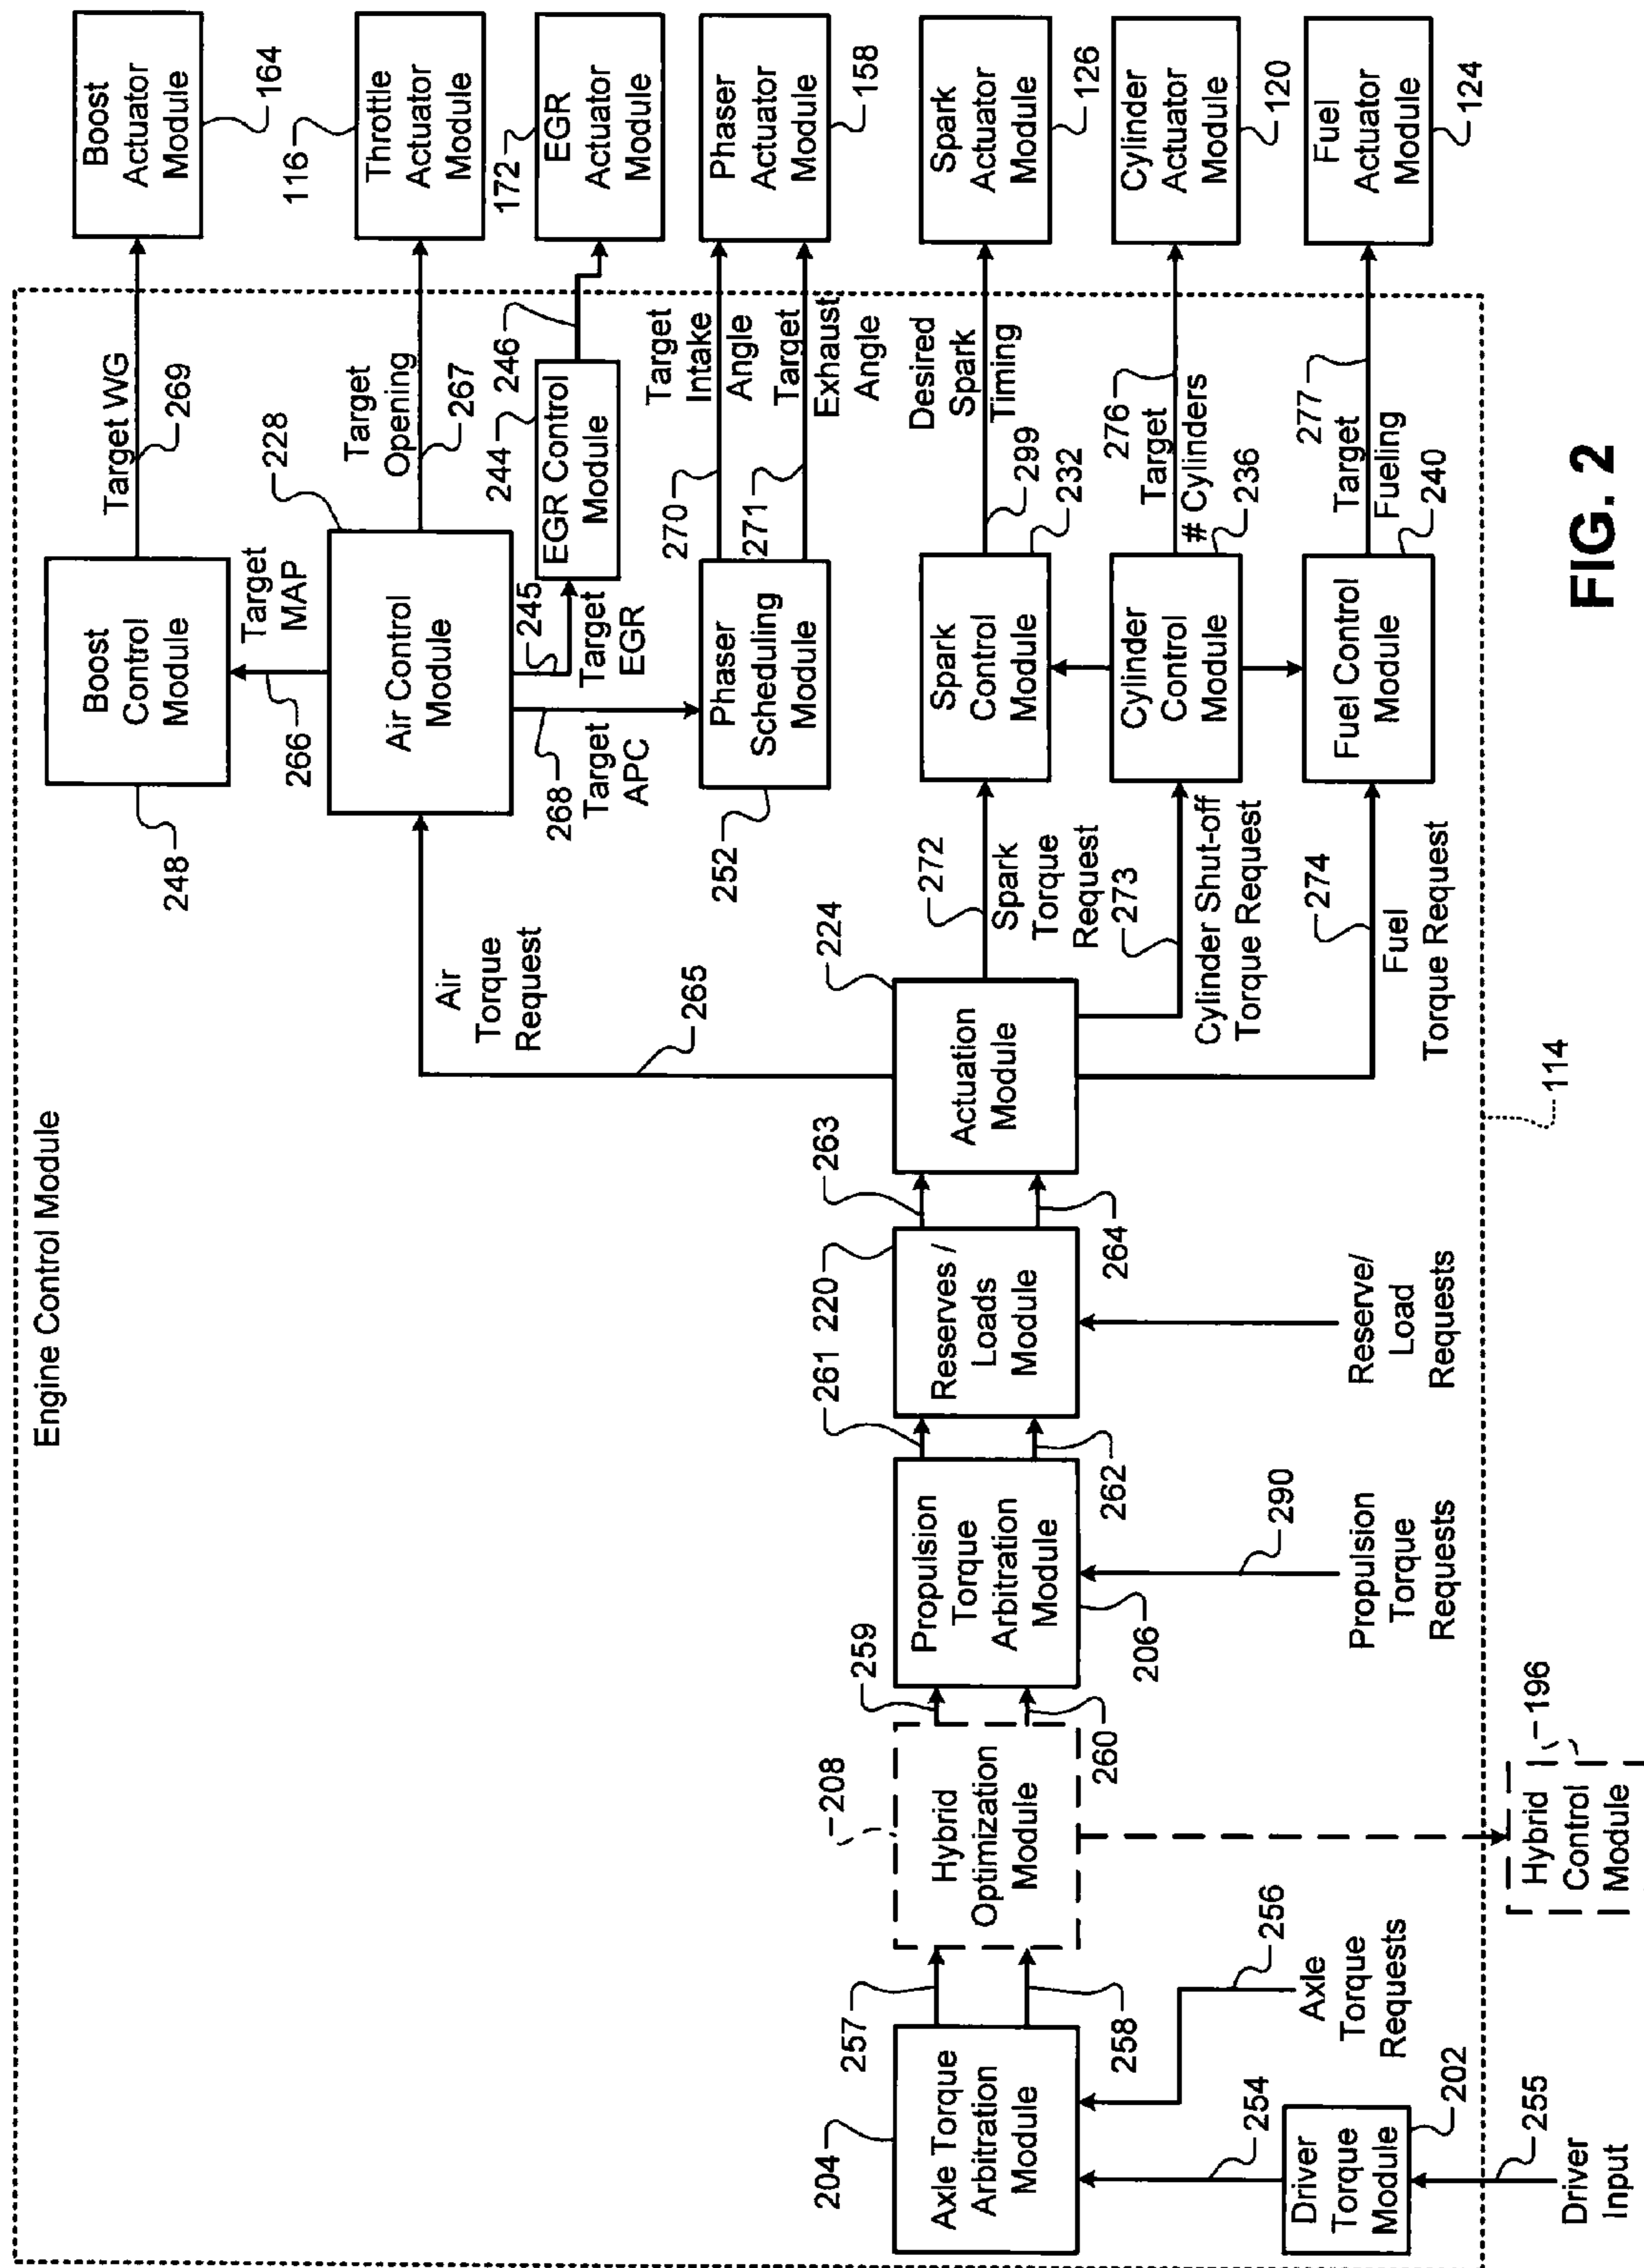 Engine Control Module
Boost
Control
Module
248
266
Target
MAP
Target WG
269
Boost
Actuator
Module
164
Air Control
Module
228
Target
Opening
267
116
Throttle
Actuator
Module
172
EGR
Actuator
Module
245
Target
EGR
244
246
EGR Control
Module
268
Target
APC
252
Phaser
Scheduling
Module
270
Target
Intake
Angle
271
Target
Exhaust
Angle
Phaser
Actuator
Module
158
Air
Torque
Request
265
204
Axle Torque
Arbitration
Module
257
258
208
Hybrid
Optimization
Module
259
260
Propulsion
Torque
Arbitration
Module
206
261
262
220
Reserves /
Loads
Module
263
264
224
Actuation
Module
272
Spark
Torque
Request
273
Cylinder Shut-off
Torque Request
274
Fuel
Torque Request
Spark
Control
Module
232
299
Desired
Spark
Timing
Spark
Actuator
Module
126
Cylinder
Control
Module
236
276
Target
# Cylinders
Cylinder
Actuator
Module
120
Fuel Control
Module
240
277
Target
Fueling
Fuel
Actuator
Module
124
254
Driver
Torque
Module
202
255
Driver
Input
256
Axle
Torque
Requests
Hybrid
Control
Module
196
290
Propulsion
Torque
Requests
Reserve/
Load
Requests
114
FIG. 2